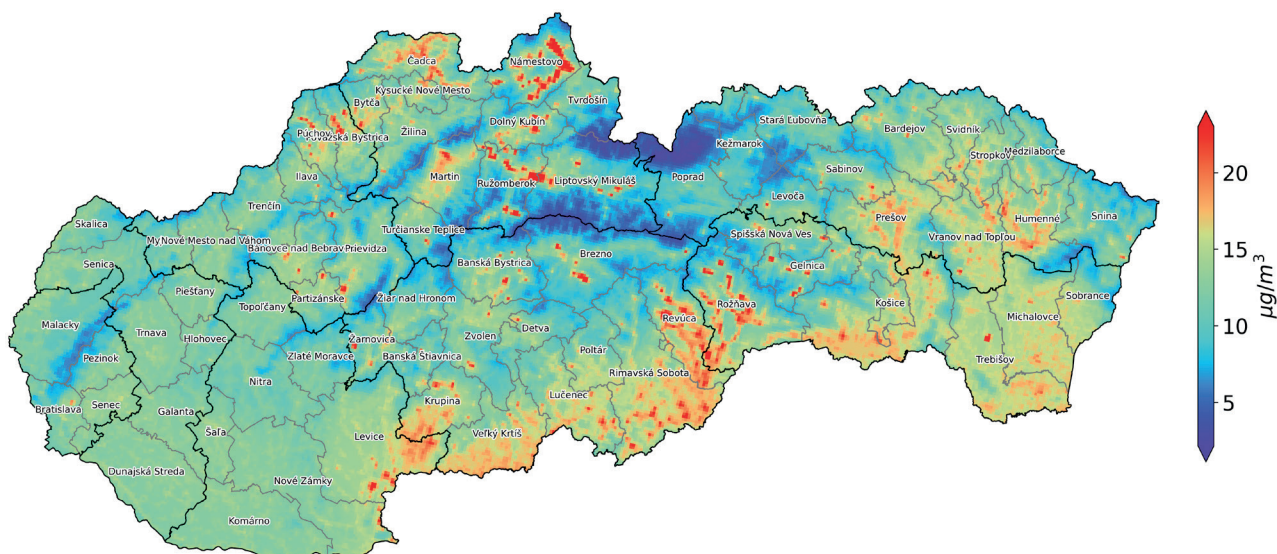 Čadca
Námestovo
Kysucké Nové Mesto
Tvrdošín
Bytča
Dolný Kubín
Stará Ľubovňa
Žilina
Púchov
Považská Bystrica
Bardejov
Svidník
Kežmarok
Stropkov
Medzilaborce
Ilava
Martin
Ružomberok
Liptovský Mikuláš
Poprad
Sabinov
20
Levoča
Trenčín
Skalica
Prešov
Humenné
Snina
Turčianske Teplice
Spišská Nová Ves
Vranov nad Topľou
My
Nové Mesto nad Váhom
Bánovce nad Bebrav
Prievidza
15
Senica
Banská Bystrica
Brezno
Gelnica
µg/m³
Piešťany
Partizánske
Žiar nad Hronom
Topoľčany
Košice
Rožňava
Sobrance
Michalovce
Malacky
Trnava
Hlohovec
Žarnovica
Zvolen
Detva
Revúca
10
Pezinok
Zlaté Moravce
Banská Štiavnica
Poltár
Trebišov
Nitra
Rimavská Sobota
Bratislava
Senec
Galanta
Krupina
Lučenec
5
Šaľa
Levice
Veľký Krtíš
Dunajská Streda
Nové Zámky
Komárno